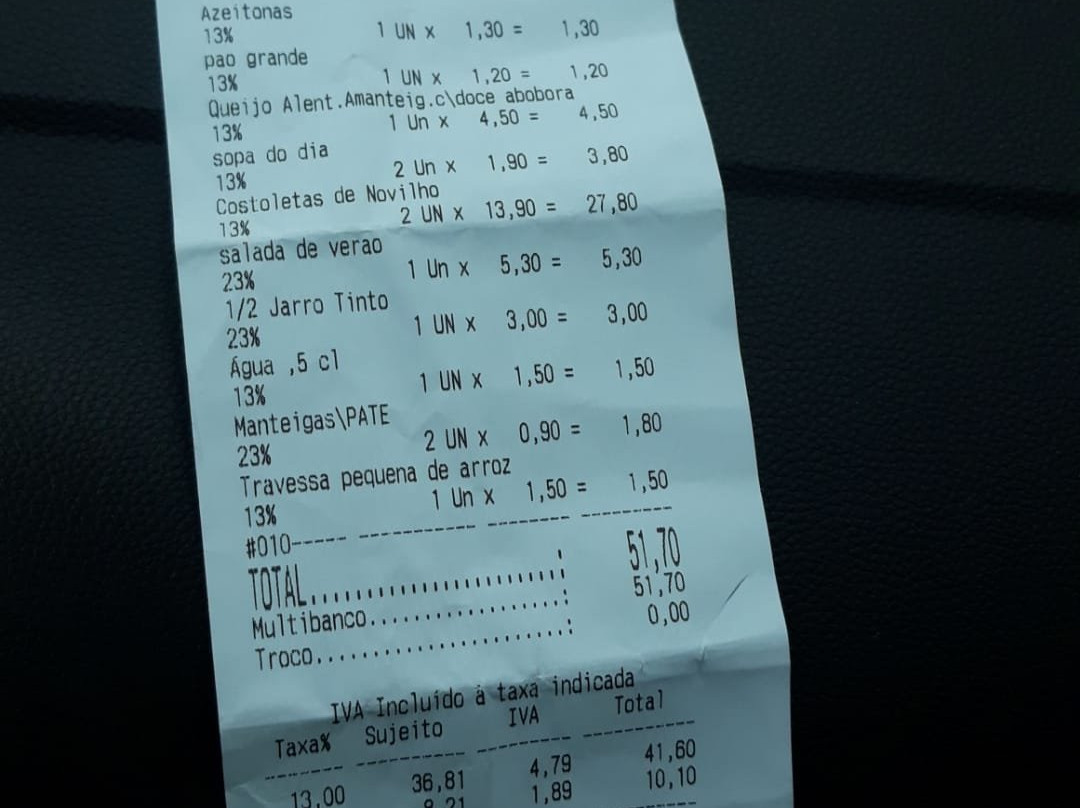 Azeitonas
13% 1 UN x 1,30 = 1,30
pao grande
13% 1 UN x 1,20 = 1,20
Queijo Alent.Amanteig.c\doce abobora
13% 1 Un x 4,50 = 4,50
sopa do dia
13% 2 Un x 1,90 = 3,80
Costoletas de Novilho
13% 2 UN x 13,90 = 27,80
salada de verao
23% 1 Un x 5,30 = 5,30
1/2 Jarro Tinto
23% 1 UN x 3,00 = 3,00
Água ,5 cl
13% 1 UN x 1,50 = 1,50
Manteigas\PATE
23% 2 UN x 0,90 = 1,80
Travessa pequena de arroz
13% 1 Un x 1,50 = 1,50
#010----- ------------- -------- ---------
TOTAL.........................: 51,70
Multibanco..................: 51,70
Troco.......................: 0,00
IVA Incluído à taxa indicada
Taxa% Sujeito IVA Total
-------- ----------- --------- -----------
13,00 36,81 4,79 41,60
8,21 1,89 10,10